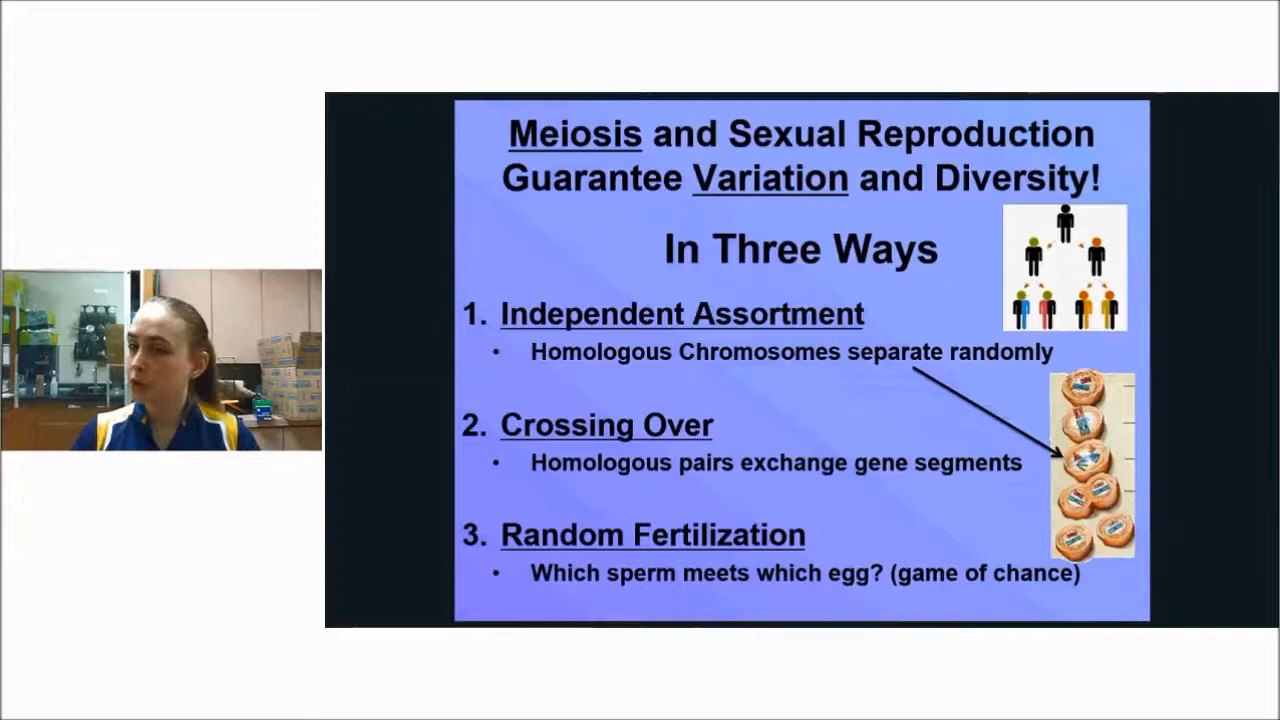 Meiosis and Sexual Reproduction
Guarantee Variation and Diversity!
In Three Ways
1. Independent Assortment
• Homologous Chromosomes separate randomly
2. Crossing Over
• Homologous pairs exchange gene segments
3. Random Fertilization
• Which sperm meets which egg? (game of chance)